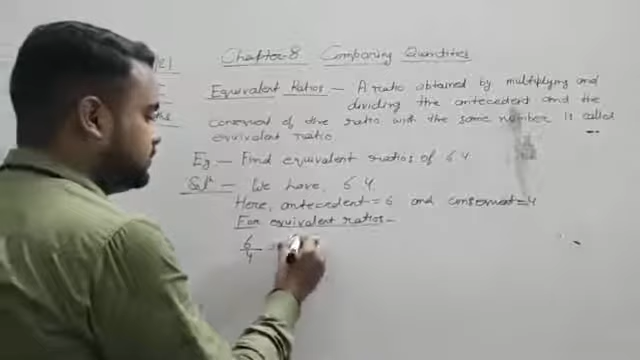 Chapter-8 Comparing Quantities
Equivalent Ratios - A ratio obtained by multiplying and
dividing the antecedent and the
consequent of the ratio with the same number is called
equivalent ratio
Eg - Find equivalent ratios of 6:4
Solⁿ - We have, 6:4
Here, antecedent = 6 and consequent = 4
For equivalent ratios -
6/4 =